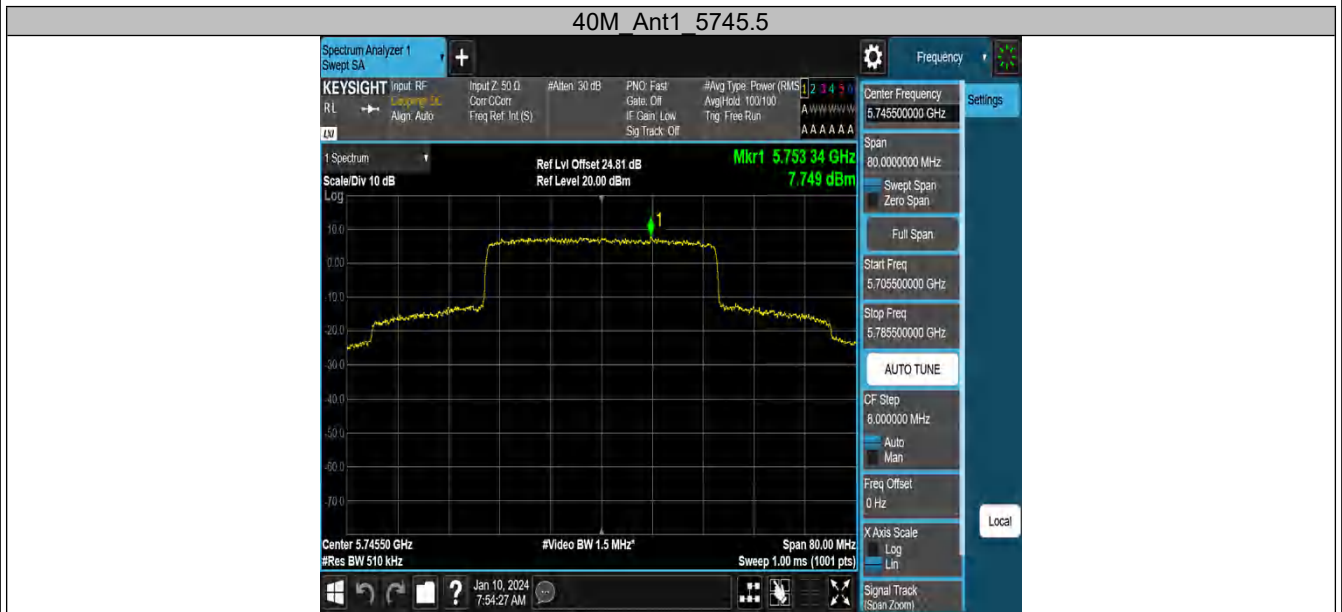 40M_Ant1_5745.5
Spectrum Analyzer 1
Swept SA
+
Frequency
KEYSIGHT
Input: RF
Input Z: 50 Ω
#Atten: 30 dB
PNO: Fast
#Avg Type: Power (RMS
1 2 3 4 5 6
RL
Coupling: DC
Corr CCorr
Gate: Off
Avg|Hold: 100/100
A W W W W W
Align: Auto
Freq Ref: Int (S)
IF Gain: Low
Trig: Free Run
Sig Track: Off
A A A A A A
LXI
1 Spectrum
Ref Lvl Offset 24.81 dB
Mkr1 5.753 34 GHz
Scale/Div 10 dB
Ref Level 20.00 dBm
7.749 dBm
Log
1
10.0
0.00
-10.0
-20.0
-30.0
-40.0
-50.0
-60.0
-70.0
Center 5.74550 GHz
#Video BW 1.5 MHz*
Span 80.00 MHz
#Res BW 510 kHz
Sweep 1.00 ms (1001 pts)
?
Jan 10, 2024
7:54:27 AM
Center Frequency
5.745500000 GHz
Settings
Span
80.0000000 MHz
Swept Span
Zero Span
Full Span
Start Freq
5.705500000 GHz
Stop Freq
5.785500000 GHz
AUTO TUNE
CF Step
8.000000 MHz
Auto
Man
Freq Offset
0 Hz
Local
X Axis Scale
Log
Lin
Signal Track
(Span Zoom)